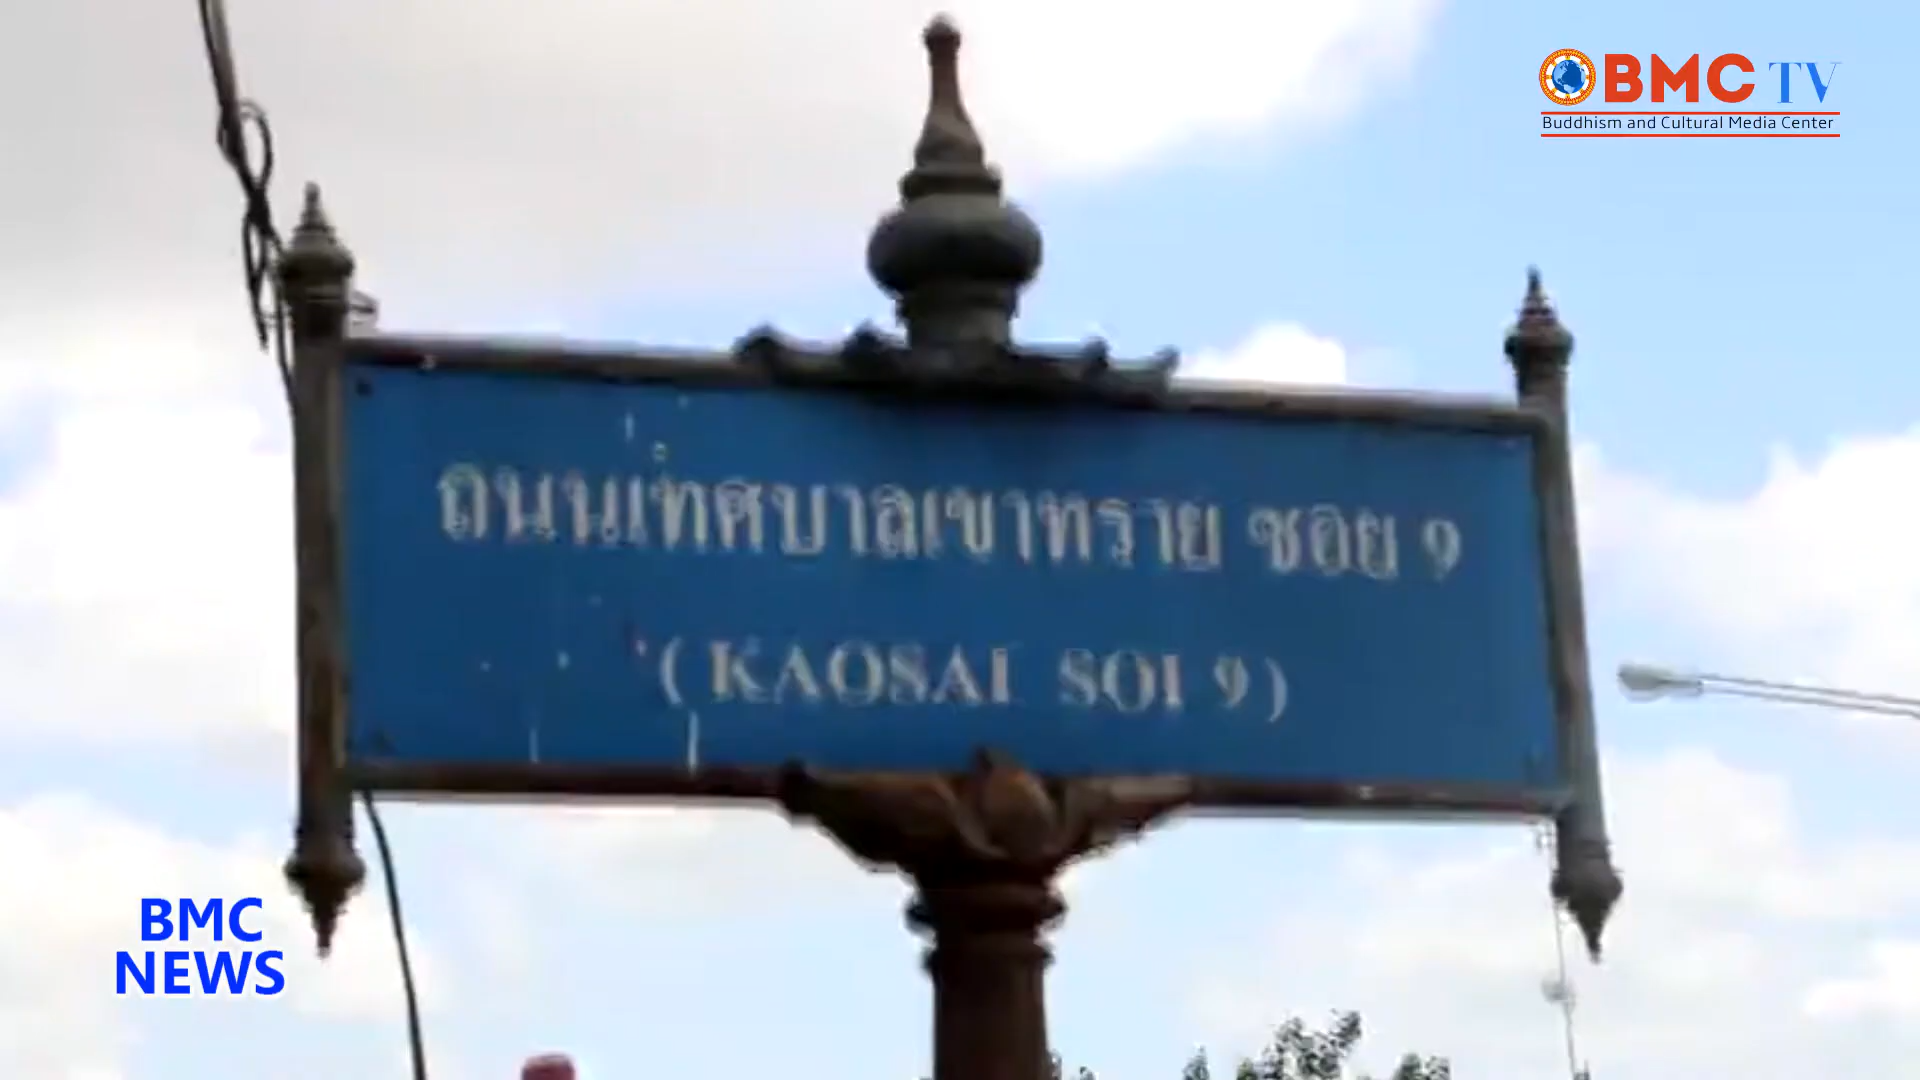 BMC TV
Buddhism and Cultural Media Center
ถนนเทศบาลเขาทราย ซอย 9
(KAOSAI SOI 9)
BMC
NEWS